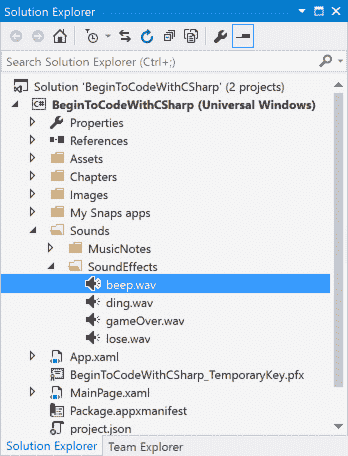 Solution Explorer
Search Solution Explorer (Ctrl+;)
Solution 'BeginToCodeWithCSharp' (2 projects)
C# BeginToCodeWithCSharp (Universal Windows)
Properties
References
Assets
Chapters
Images
My Snaps apps
Sounds
MusicNotes
SoundEffects
beep.wav
ding.wav
gameOver.wav
lose.wav
App.xaml
BeginToCodeWithCSharp_TemporaryKey.pfx
MainPage.xaml
Package.appxmanifest
project.json
Solution Explorer Team Explorer